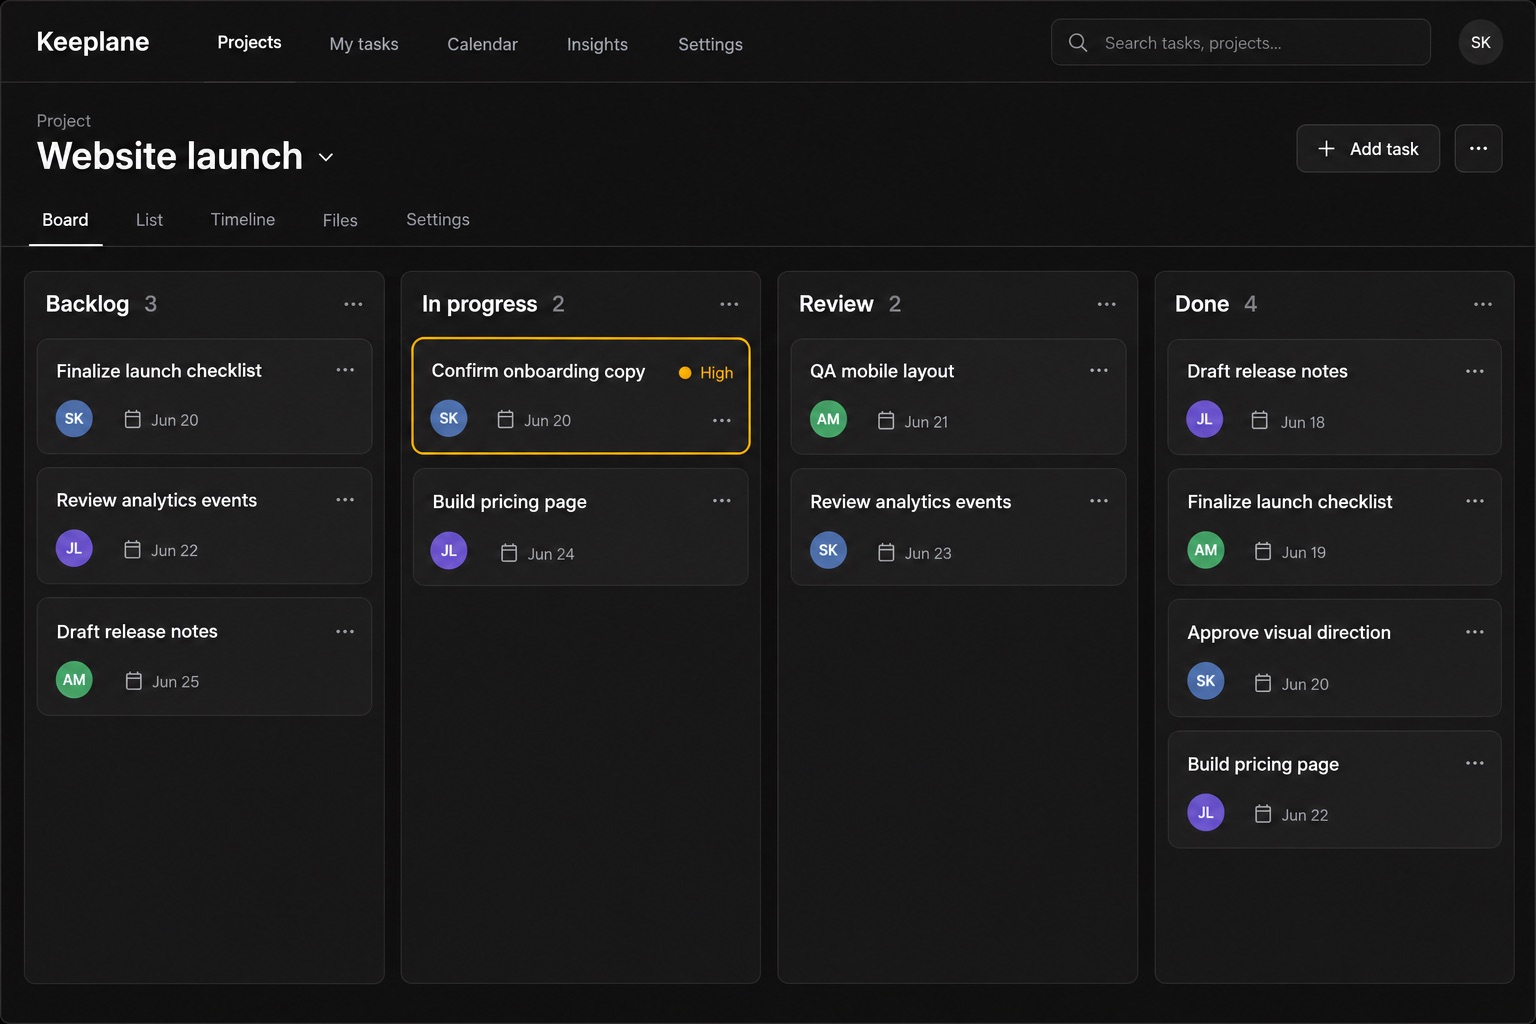 Keeplane
Projects
My tasks
Calendar
Insights
Settings
Search tasks, projects...
SK
Project
Website launch
Add task
Board
List
Timeline
Files
Settings
Backlog 3
Finalize launch checklist
SK
Jun 20
Review analytics events
JL
Jun 22
Draft release notes
AM
Jun 25
In progress 2
Confirm onboarding copy
High
SK
Jun 20
Build pricing page
JL
Jun 24
Review 2
QA mobile layout
AM
Jun 21
Review analytics events
SK
Jun 23
Done 4
Draft release notes
JL
Jun 18
Finalize launch checklist
AM
Jun 19
Approve visual direction
SK
Jun 20
Build pricing page
JL
Jun 22